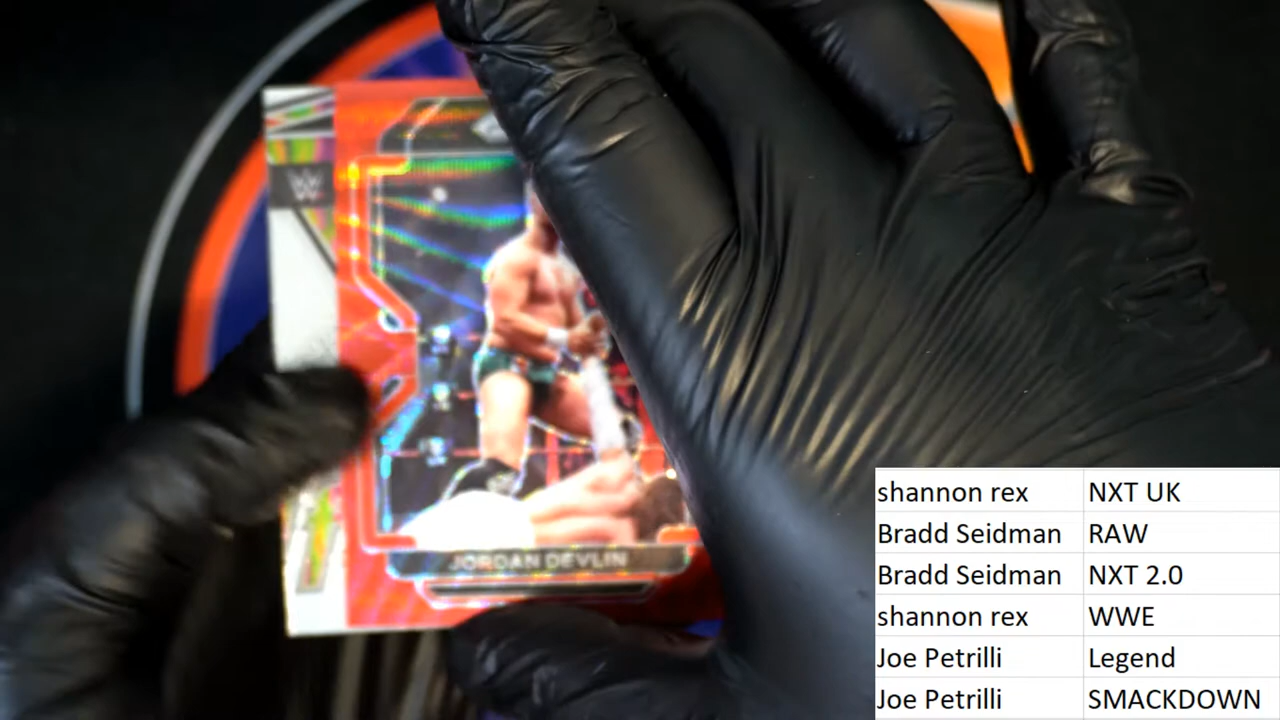 W
JORDAN DEVLIN
shannon rex NXT UK
Bradd Seidman RAW
Bradd Seidman NXT 2.0
shannon rex WWE
Joe Petrilli Legend
Joe Petrilli SMACKDOWN